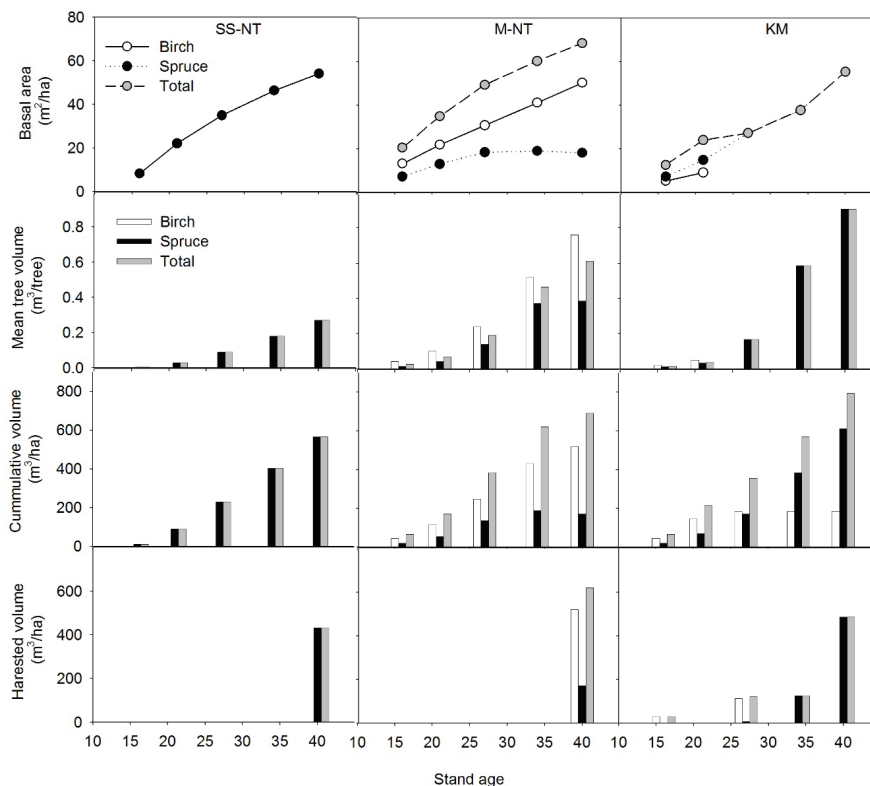 SS-NT M-NT KM
80
60
40
20
0
Basal area
(m²/ha)
Birch
Spruce
Total
0.8
0.6
0.4
0.2
0.0
Mean tree volume
(m³/tree)
Birch
Spruce
Total
800
600
400
200
0
Cummulative volume
(m³/ha)
600
400
200
0
Harested volume
(m³/ha)
10 15 20 25 30 35 40 10 15 20 25 30 35 40 10 15 20 25 30 35 40
Stand age